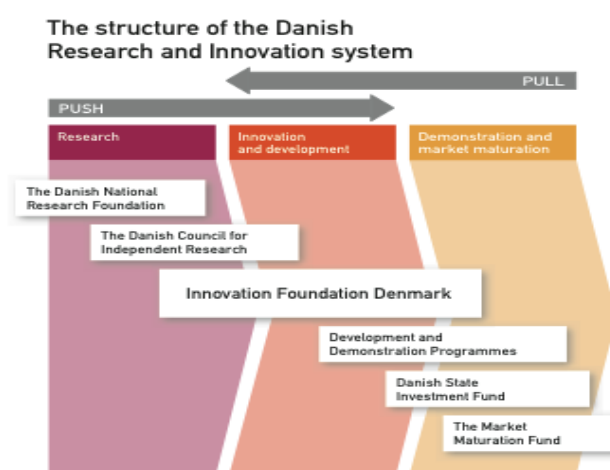 The structure of the Danish
Research and Innovation system
PULL
PUSH
Research
Innovation
and development
Demonstration and
market maturation
The Danish National
Research Foundation
The Danish Council for
Independent Research
Innovation Foundation Denmark
Development and
Demonstration Programmes
Danish State
Investment Fund
The Market
Maturation Fund